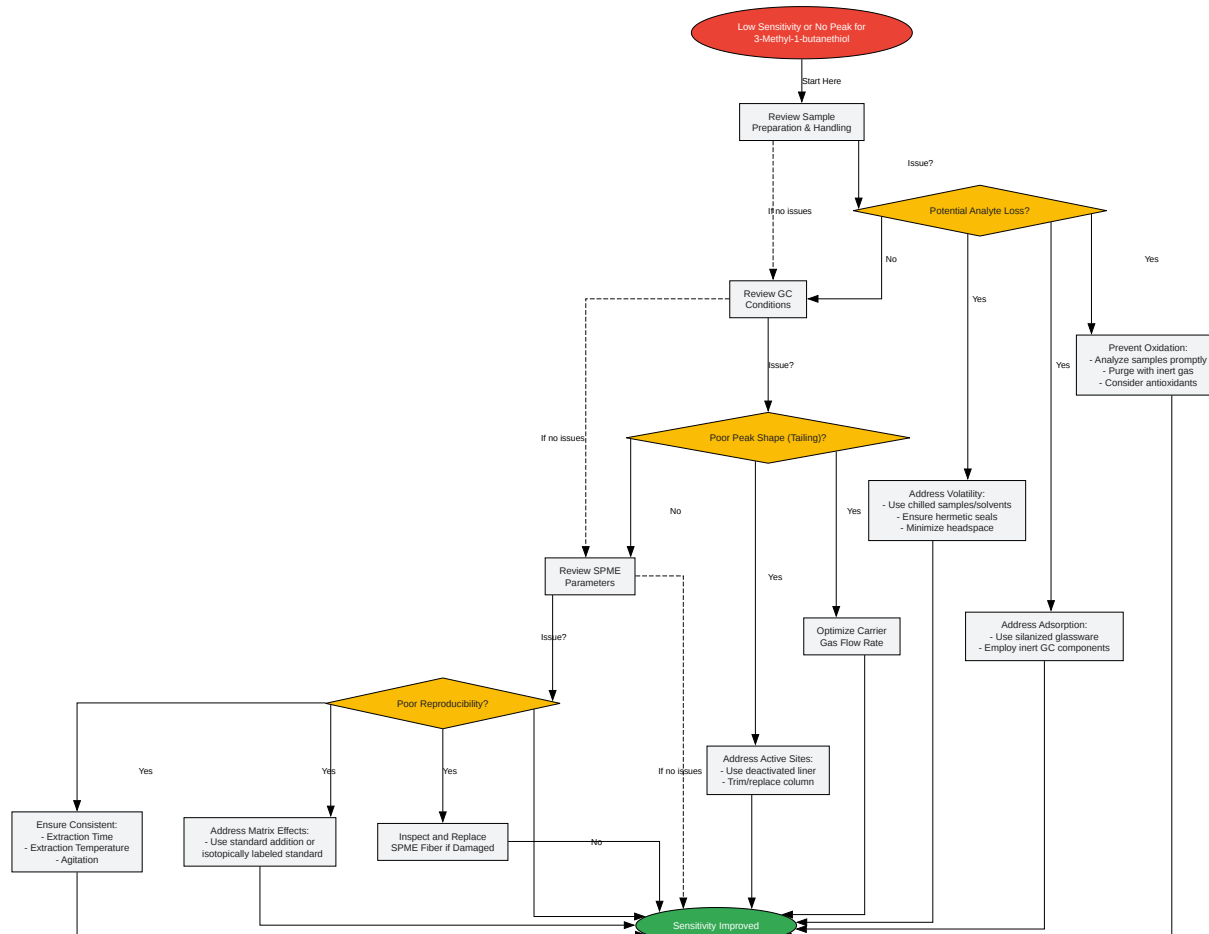 Low Sensitivity or No Peak for
3-Methyl-1-butanethiol
Start Here
Review Sample
Preparation & Handling
Issue?
If no issues
Potential Analyte Loss?
No
Yes
Yes
Yes
Review GC
Conditions
Prevent Oxidation:
- Analyze samples promptly
- Purge with inert gas
- Consider antioxidants
Issue?
If no issues
Poor Peak Shape (Tailing)?
No
Yes
Yes
Address Volatility:
- Use chilled samples/solvents
- Ensure hermetic seals
- Minimize headspace
Review SPME
Parameters
Optimize Carrier
Gas Flow Rate
Address Adsorption:
- Use silanized glassware
- Employ inert GC components
Issue?
Poor Reproducibility?
Yes
Yes
Yes
If no issues
Address Active Sites:
- Use deactivated liner
- Trim/replace column
Ensure Consistent:
- Extraction Time
- Extraction Temperature
- Agitation
Address Matrix Effects:
- Use standard addition or
isotopically labeled standard
Inspect and Replace
SPME Fiber if Damaged
No
Sensitivity Improved